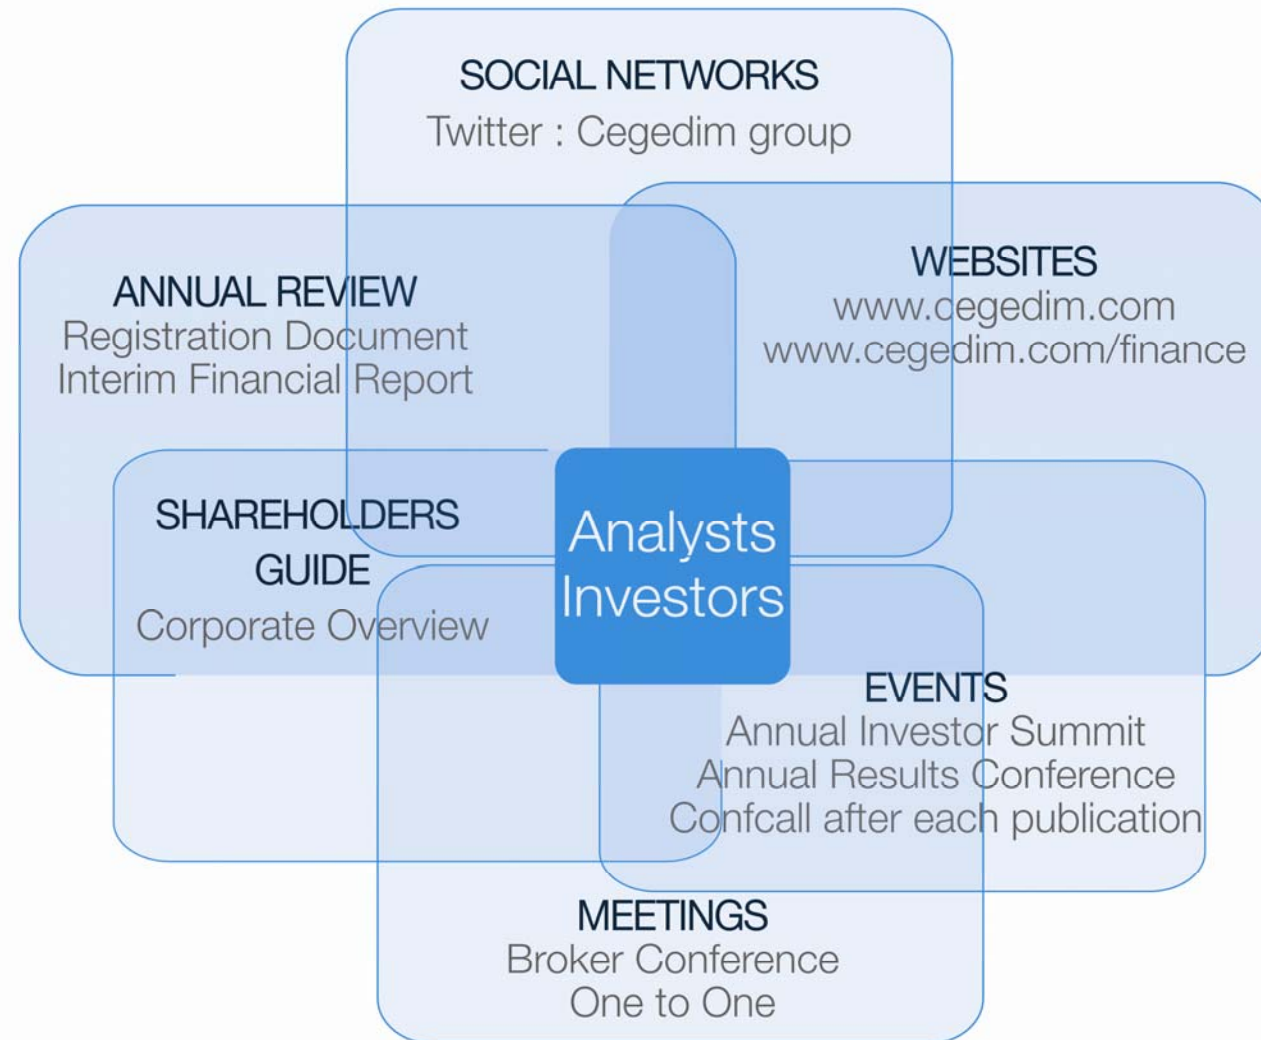 SOCIAL NETWORKS
Twitter : Cegedim group
WEBSITES
www.cegedim.com
www.cegedim.com/finance
ANNUAL REVIEW
Registration Document
Interim Financial Report
SHAREHOLDERS
GUIDE
Corporate Overview
Analysts
Investors
EVENTS
Annual Investor Summit
Annual Results Conference
Confcall after each publication
MEETINGS
Broker Conference
One to One